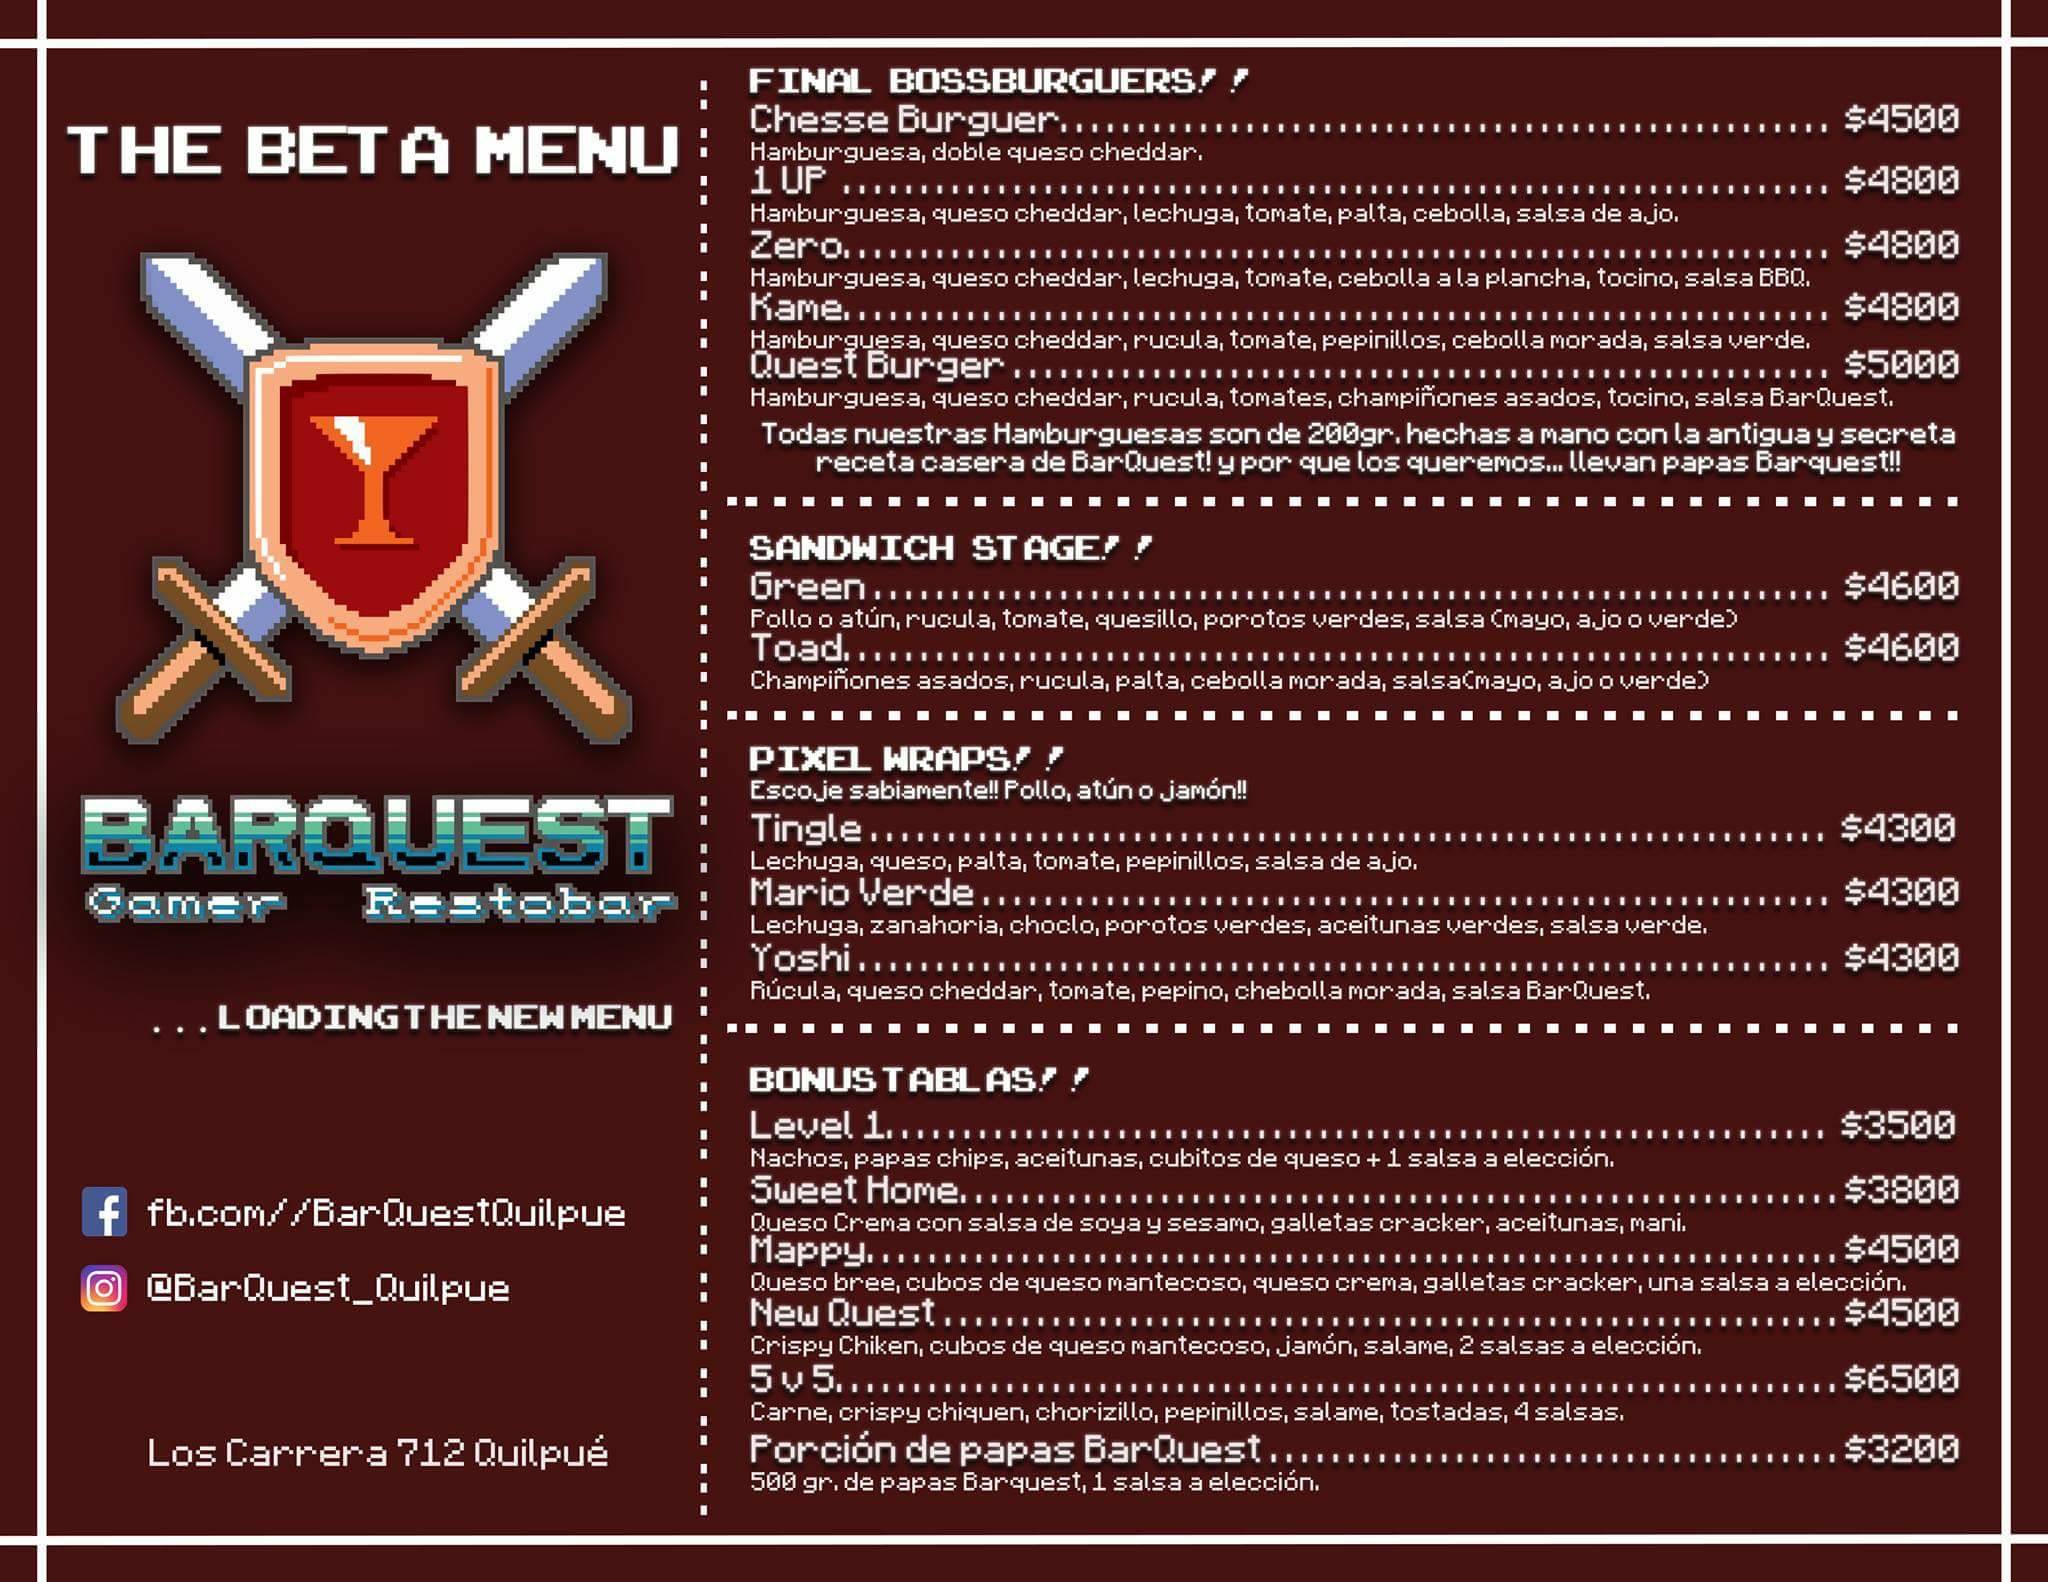 THE BETA MENU
BARQUEST
Gamer Restobar
...LOADING THE NEW MENU
fb.com//BarQuestQuilpue
@BarQuest_Quilpue
Los Carrera 712 Quilpué
FINAL BOSSBURGUERS!!
Chesse Burguer $4500
Hamburguesa, doble queso cheddar.
1 UP $4800
Hamburguesa, queso cheddar, lechuga, tomate, palta, cebolla, salsa de ajo.
Zero $4800
Hamburguesa, queso cheddar, lechuga, tomate, cebolla a la plancha, tocino, salsa BBQ.
Kame $4800
Hamburguesa, queso cheddar, rucula, tomate, pepinillos, cebolla morada, salsa verde.
Quest Burger $5000
Hamburguesa, queso cheddar, rucula, tomates, champiñones asados, tocino, salsa BarQuest.
Todas nuestras Hamburguesas son de 200gr. hechas a mano con la antigua y secreta
receta casera de BarQuest! y por que los queremos... llevan papas Barquest!!
SANDWICH STAGE!!
Green $4600
Pollo o atún, rucula, tomate, quesillo, porotos verdes, salsa (mayo, ajo o verde)
Toad $4600
Champiñones asados, rucula, palta, cebolla morada, salsa(mayo, ajo o verde)
PIXEL WRAPS!!
Escoje sabiamente!! Pollo, atún o jamón!!
Tingle $4300
Lechuga, queso, palta, tomate, pepinillos, salsa de ajo.
Mario Verde $4300
Lechuga, zanahoria, choclo, porotos verdes, aceitunas verdes, salsa verde.
Yoshi $4300
Rúcula, queso cheddar, tomate, pepino, chebolla morada, salsa BarQuest.
BONUS TABLAS!!
Level 1 $3500
Nachos, papas chips, aceitunas, cubitos de queso + 1 salsa a elección.
Sweet Home $3800
Queso Crema con salsa de soya y sesamo, galletas cracker, aceitunas, mani.
Mappy $4500
Queso bree, cubos de queso mantecoso, queso crema, galletas cracker, una salsa a elección.
New Quest $4500
Crispy Chiken, cubos de queso mantecoso, jamón, salame, 2 salsas a elección.
5 v 5 $6500
Carne, crispy chiquen, chorizillo, pepinillos, salame, tostadas, 4 salsas.
Porción de papas BarQuest $3200
500 gr. de papas Barquest, 1 salsa a elección.